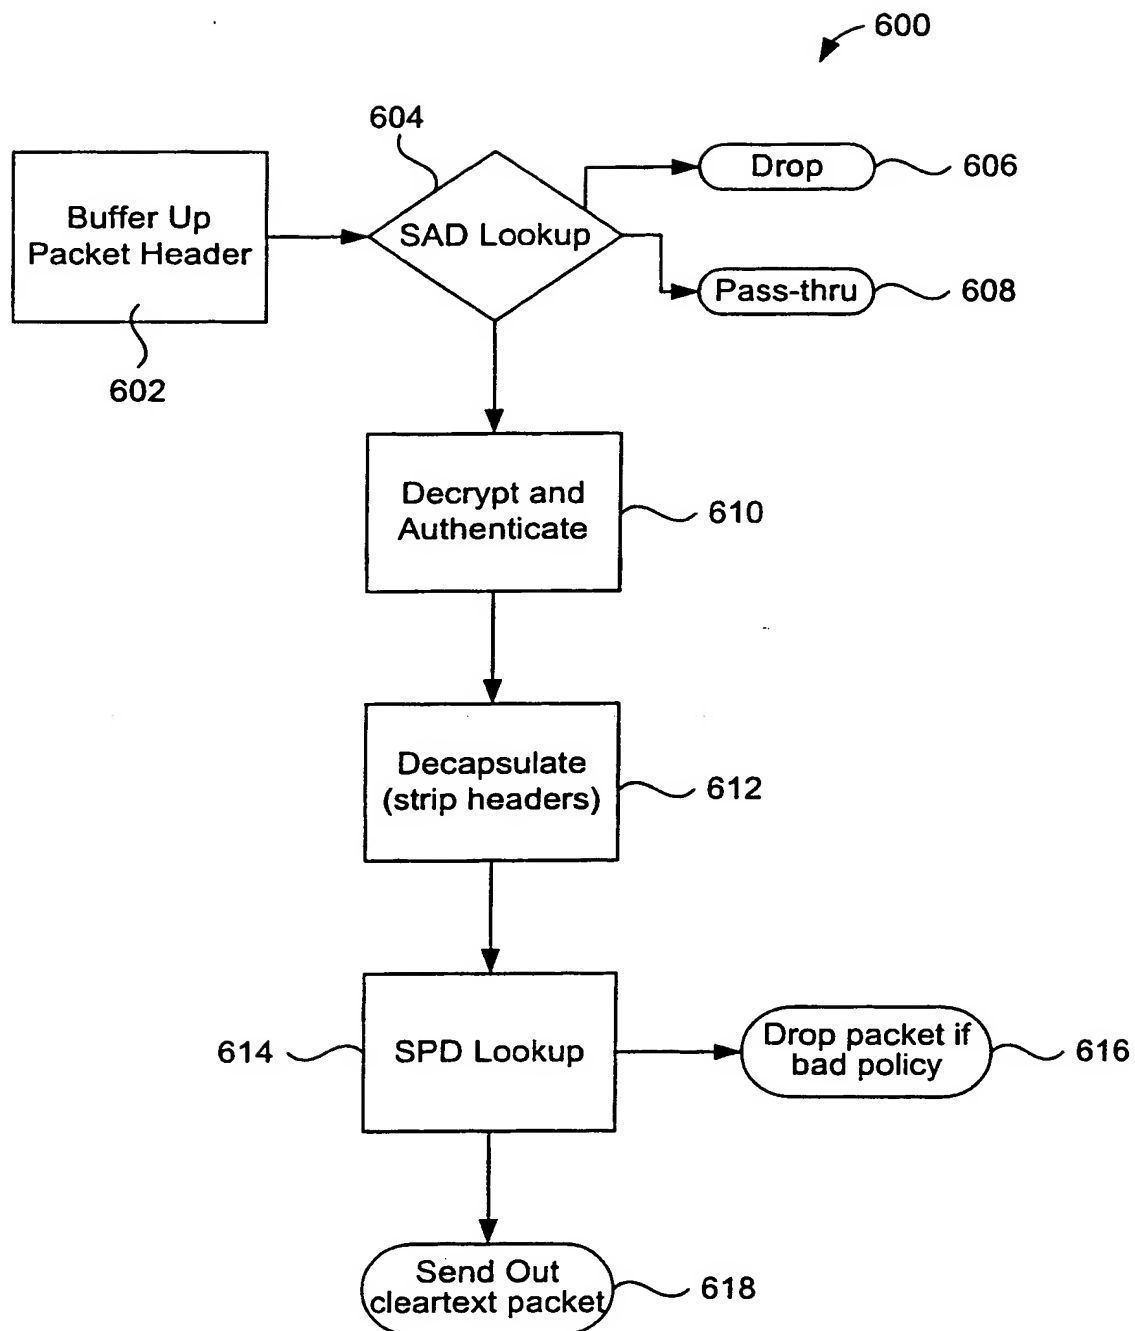 600
604
Drop
606
Buffer Up
Packet Header
SAD Lookup
Pass-thru
608
602
Decrypt and
Authenticate
610
Decapsulate
(strip headers)
612
614
SPD Lookup
Drop packet if
bad policy
616
Send Out
cleartext packet
618